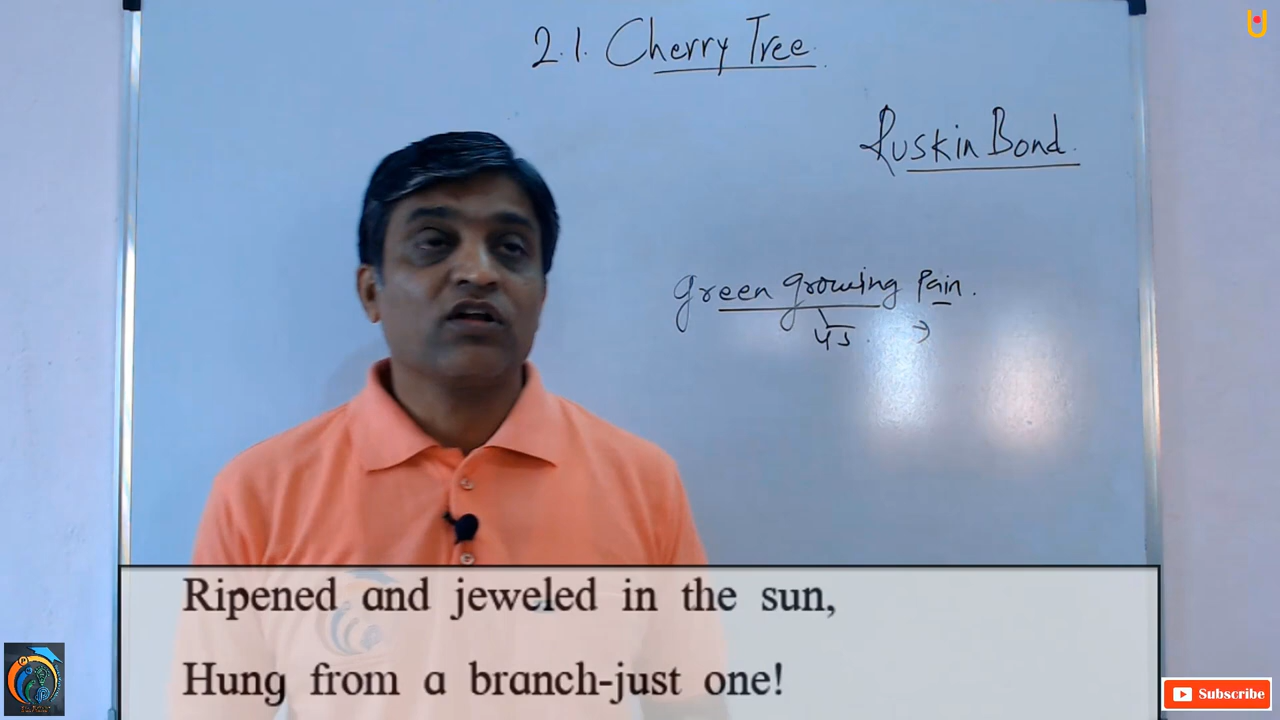 2.1. Cherry Tree.
Ruskin Bond.
Green growing Pain.
Ripened and jeweled in the sun,
Hung from a branch-just one!
Subscribe